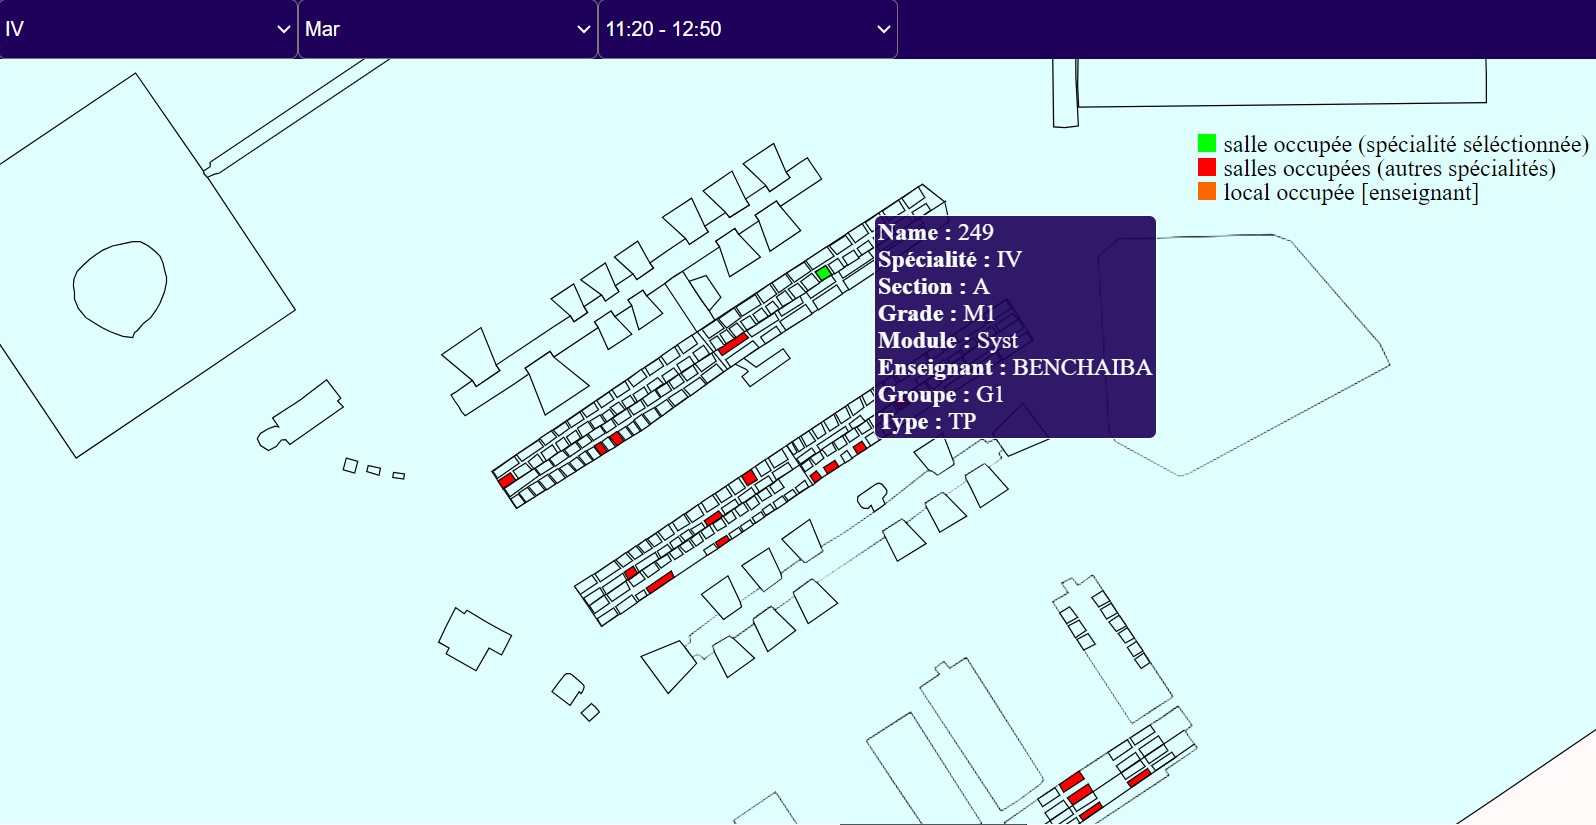 IV
Mar
11:20 - 12:50
salle occupée (spécialité séléctionnée)
salles occupées (autres spécialités)
local occupée [enseignant]
Name : 249
Spécialité : IV
Section : A
Grade : M1
Module : Syst
Enseignant : BENCHAIBA
Groupe : G1
Type : TP